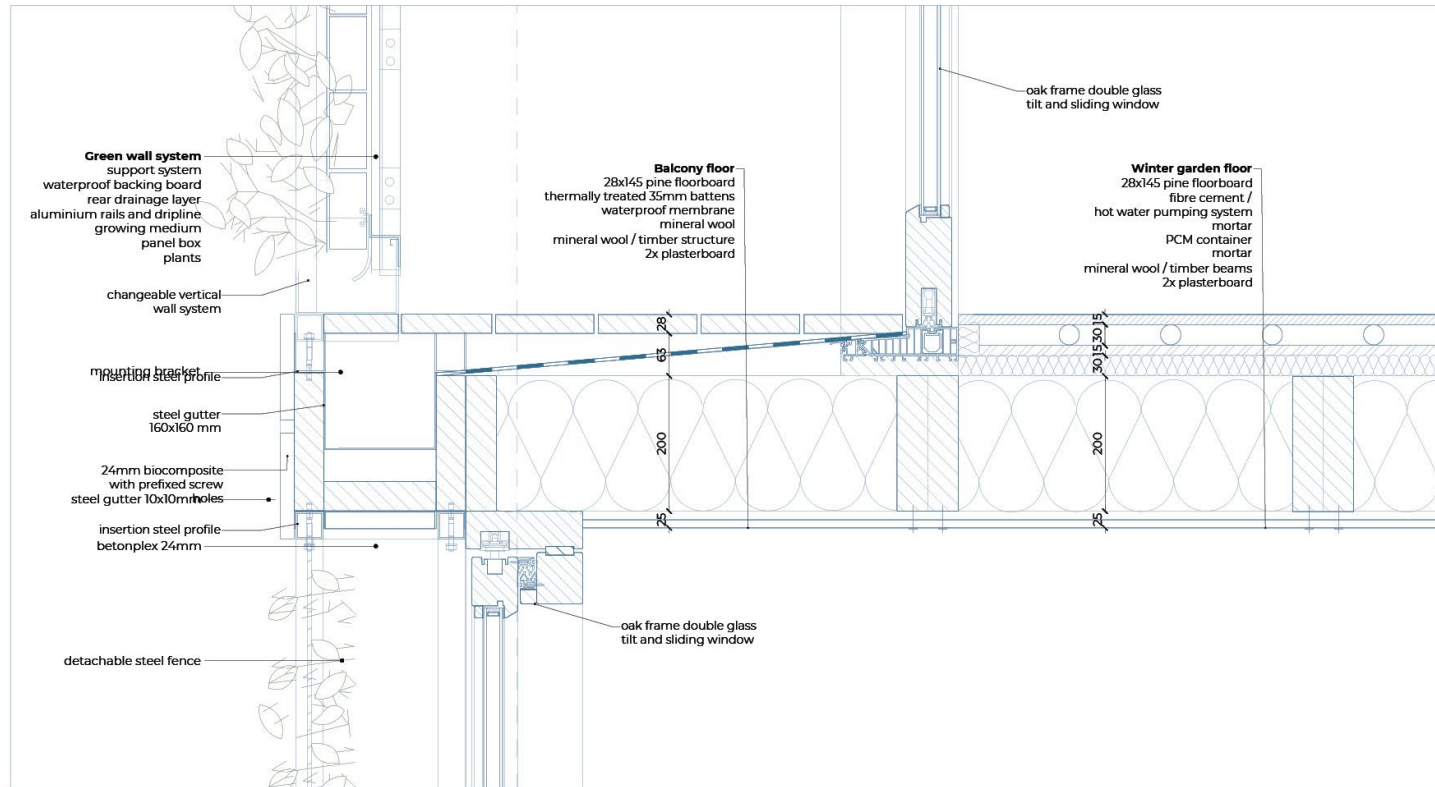 oak frame double glass
tilt and sliding window
Green wall system
support system
waterproof backing board
rear drainage layer
aluminium rails and dripline
growing medium
panel box
plants
Balcony floor
28x145 pine floorboard
thermally treated 35mm battens
waterproof membrane
mineral wool
mineral wool / timber structure
2x plasterboard
Winter garden floor
28x145 pine floorboard
fibre cement /
hot water pumping system
mortar
PCM container
mortar
mineral wool / timber beams
2x plasterboard
changeable vertical
wall system
mounting bracket
insertion steel profile
steel gutter
160x160 mm
24mm biocomposite
with prefixed screw
holes
steel gutter 10x10mm
insertion steel profile
betonplex 24mm
detachable steel fence
28
63
200
25
15
30
15
30
200
25
oak frame double glass
tilt and sliding window